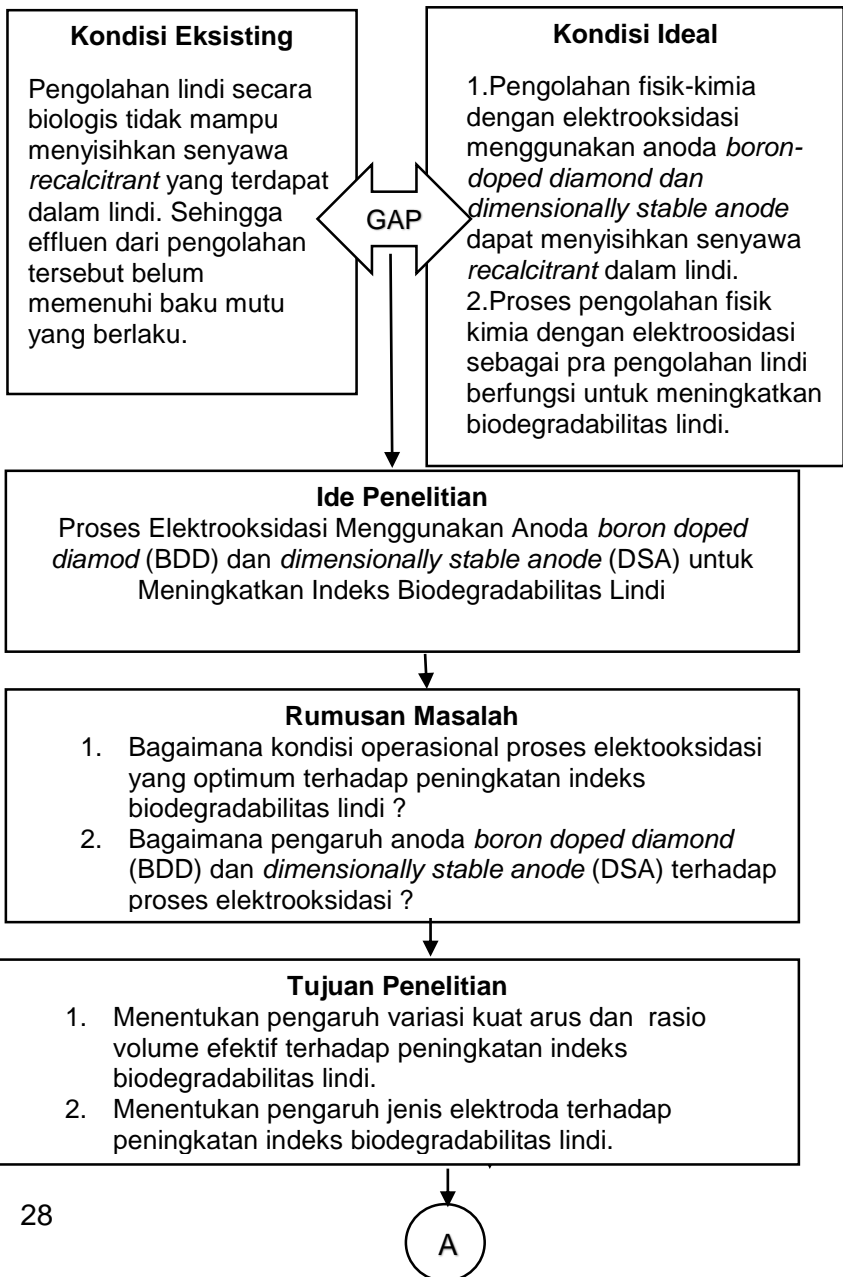 Kondisi Eksisting
Pengolahan lindi secara
biologis tidak mampu
menyisihkan senyawa
recalcitrant yang terdapat
dalam lindi. Sehingga
effluen dari pengolahan
tersebut belum
memenuhi baku mutu
yang berlaku.
GAP
Kondisi Ideal
1.Pengolahan fisik-kimia
dengan elektrooksidasi
menggunakan anoda boron-
doped diamond dan
dimensionally stable anode
dapat menyisihkan senyawa
recalcitrant dalam lindi.
2.Proses pengolahan fisik
kimia dengan elektroosidasi
sebagai pra pengolahan lindi
berfungsi untuk meningkatkan
biodegradabilitas lindi.
Ide Penelitian
Proses Elektrooksidasi Menggunakan Anoda boron doped
diamod (BDD) dan dimensionally stable anode (DSA) untuk
Meningkatkan Indeks Biodegradabilitas Lindi
Rumusan Masalah
1. Bagaimana kondisi operasional proses elektooksidasi
yang optimum terhadap peningkatan indeks
biodegradabilitas lindi ?
2. Bagaimana pengaruh anoda boron doped diamond
(BDD) dan dimensionally stable anode (DSA) terhadap
proses elektrooksidasi ?
Tujuan Penelitian
1. Menentukan pengaruh variasi kuat arus dan rasio
volume efektif terhadap peningkatan indeks
biodegradabilitas lindi.
2. Menentukan pengaruh jenis elektroda terhadap
peningkatan indeks biodegradabilitas lindi.
28
A